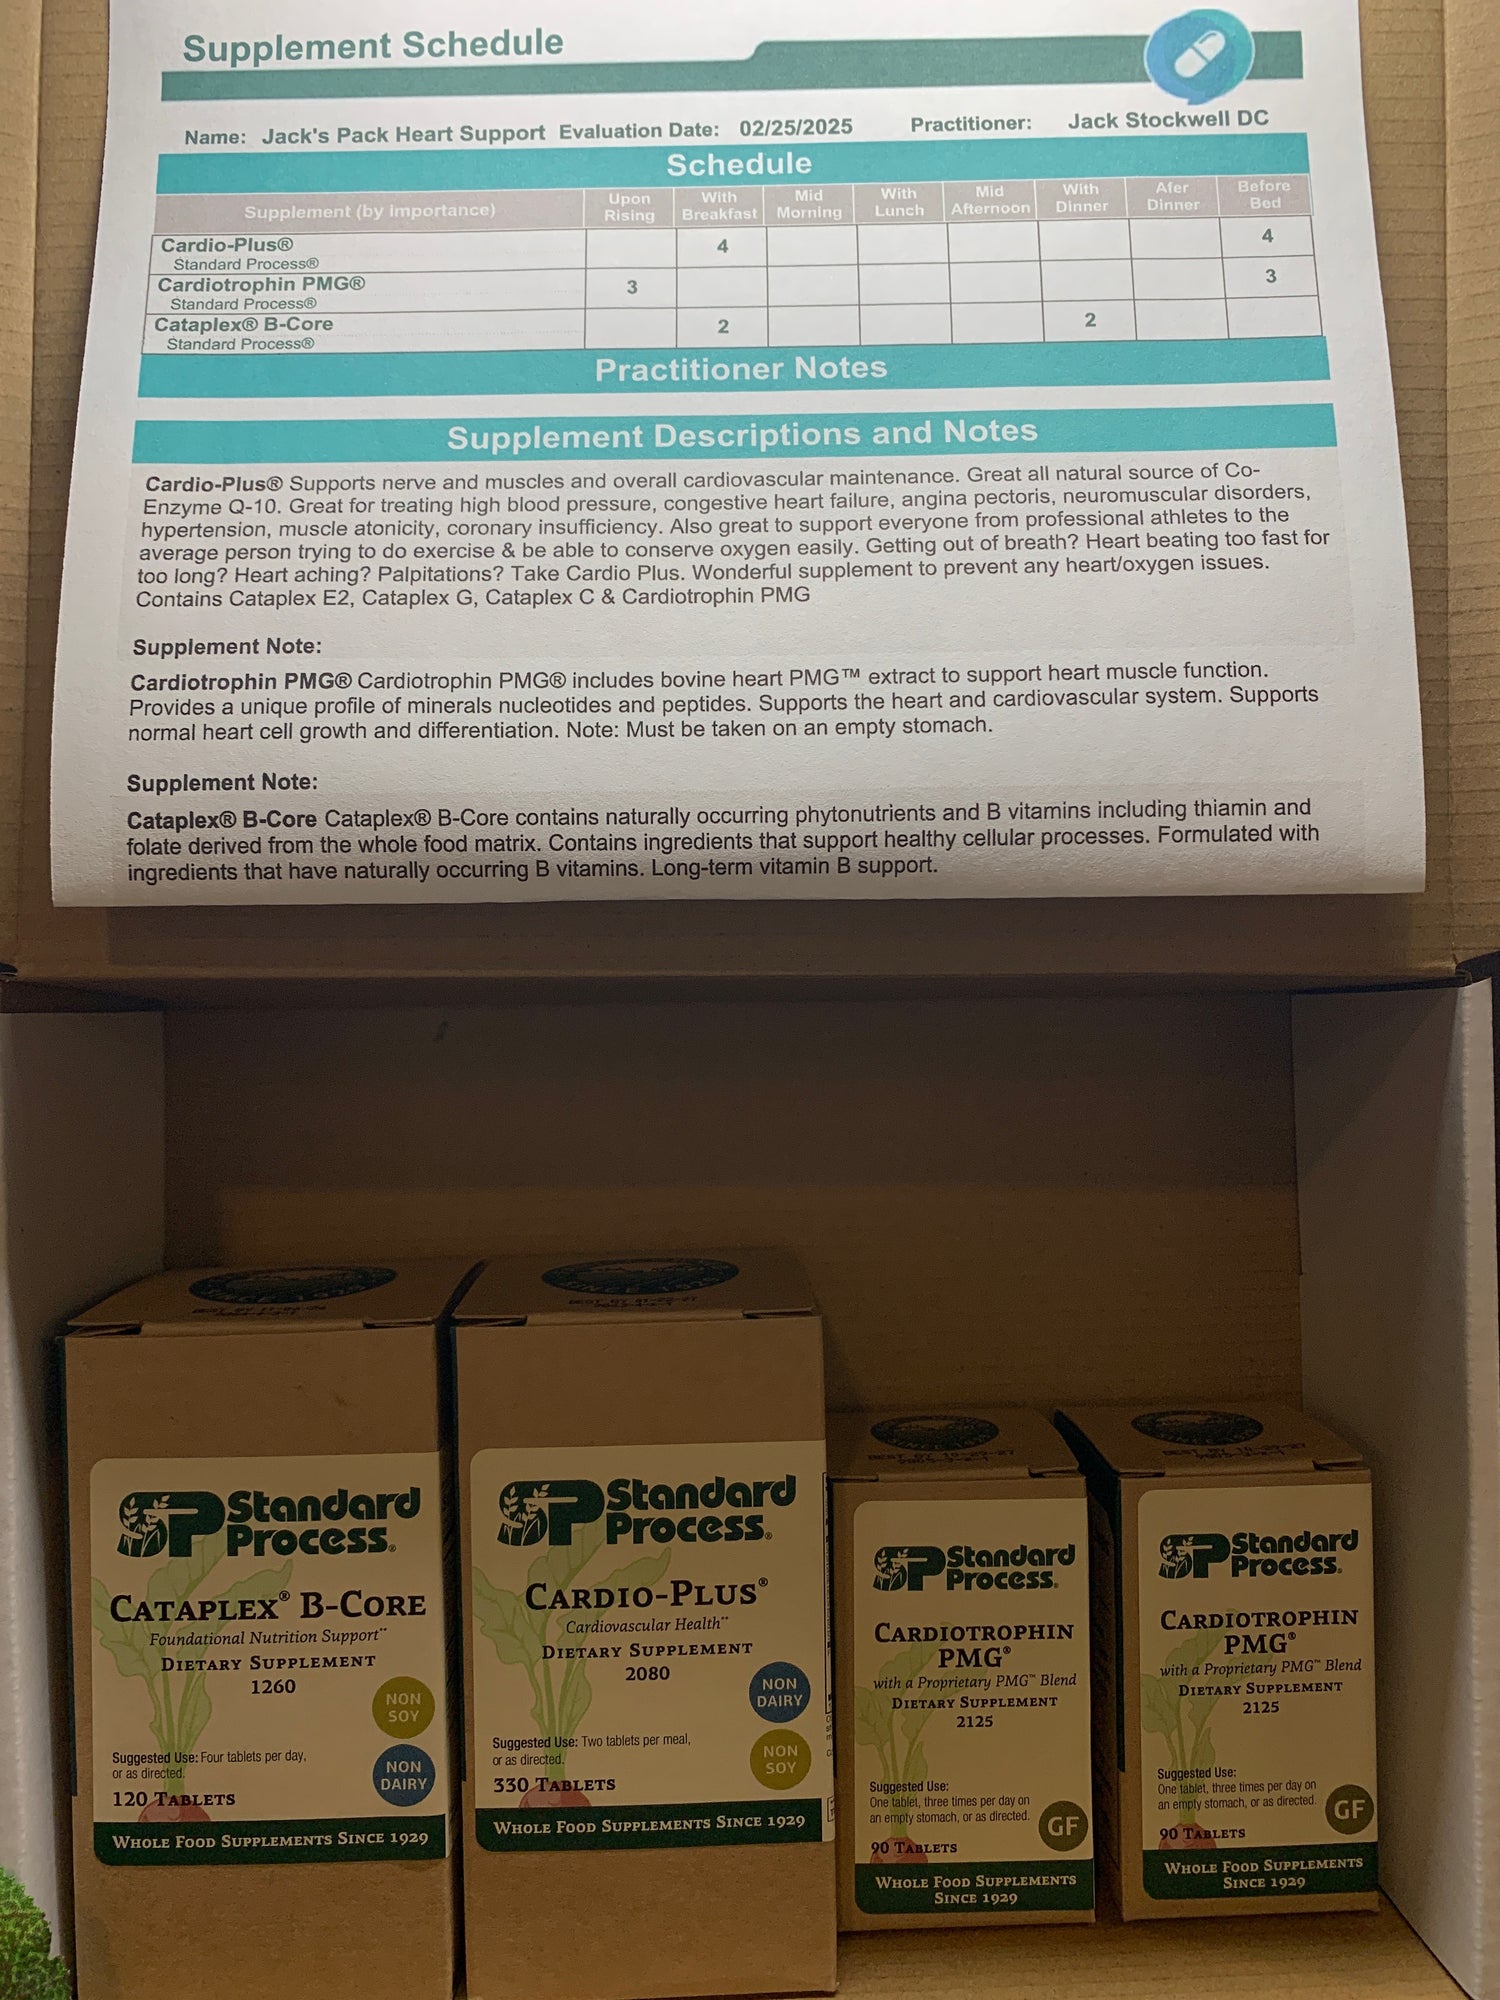 Supplement Schedule
Name: Jack's Pack Heart Support Evaluation Date: 02/25/2025 Practitioner: Jack Stockwell DC
Schedule
Supplement (by importance) Upon Rising With Breakfast Mid Morning With Lunch Mid Afternoon With Dinner Afer Dinner Before Bed
Cardio-Plus® 4 4
Standard Process®
Cardiotrophin PMG® 3 3
Standard Process®
Cataplex® B-Core 2 2
Standard Process®
Practitioner Notes
Supplement Descriptions and Notes
Cardio-Plus® Supports nerve and muscles and overall cardiovascular maintenance. Great all natural source of Co-
Enzyme Q-10. Great for treating high blood pressure, congestive heart failure, angina pectoris, neuromuscular disorders,
hypertension, muscle atonicity, coronary insufficiency. Also great to support everyone from professional athletes to the
average person trying to do exercise & be able to conserve oxygen easily. Getting out of breath? Heart beating too fast for
too long? Heart aching? Palpitations? Take Cardio Plus. Wonderful supplement to prevent any heart/oxygen issues.
Contains Cataplex E2, Cataplex G, Cataplex C & Cardiotrophin PMG
Supplement Note:
Cardiotrophin PMG® Cardiotrophin PMG® includes bovine heart PMG™ extract to support heart muscle function.
Provides a unique profile of minerals nucleotides and peptides. Supports the heart and cardiovascular system. Supports
normal heart cell growth and differentiation. Note: Must be taken on an empty stomach.
Supplement Note:
Cataplex® B-Core Cataplex® B-Core contains naturally occurring phytonutrients and B vitamins including thiamin and
folate derived from the whole food matrix. Contains ingredients that support healthy cellular processes. Formulated with
ingredients that have naturally occurring B vitamins. Long-term vitamin B support.
SP Standard
Process®
CATAPLEX® B-CORE
Foundational Nutrition Support**
DIETARY SUPPLEMENT
1260
NON
SOY
Suggested Use: Four tablets per day,
or as directed.
NON
DAIRY
120 TABLETS
WHOLE FOOD SUPPLEMENTS SINCE 1929
SP Standard
Process®
CARDIO-PLUS®
Cardiovascular Health**
DIETARY SUPPLEMENT
2080
NON
DAIRY
Suggested Use: Two tablets per meal,
or as directed.
NON
SOY
330 TABLETS
WHOLE FOOD SUPPLEMENTS SINCE 1929
SP Standard
Process®
CARDIOTROPHIN
PMG®
with a Proprietary PMG™ Blend
DIETARY SUPPLEMENT
2125
Suggested Use:
One tablet, three times per day on
an empty stomach, or as directed.
GF
90 TABLETS
WHOLE FOOD SUPPLEMENTS
SINCE 1929
SP Standard
Process®
CARDIOTROPHIN
PMG®
with a Proprietary PMG™ Blend
DIETARY SUPPLEMENT
2125
Suggested Use:
One tablet, three times per day on
an empty stomach, or as directed.
GF
90 TABLETS
WHOLE FOOD SUPPLEMENTS
SINCE 1929